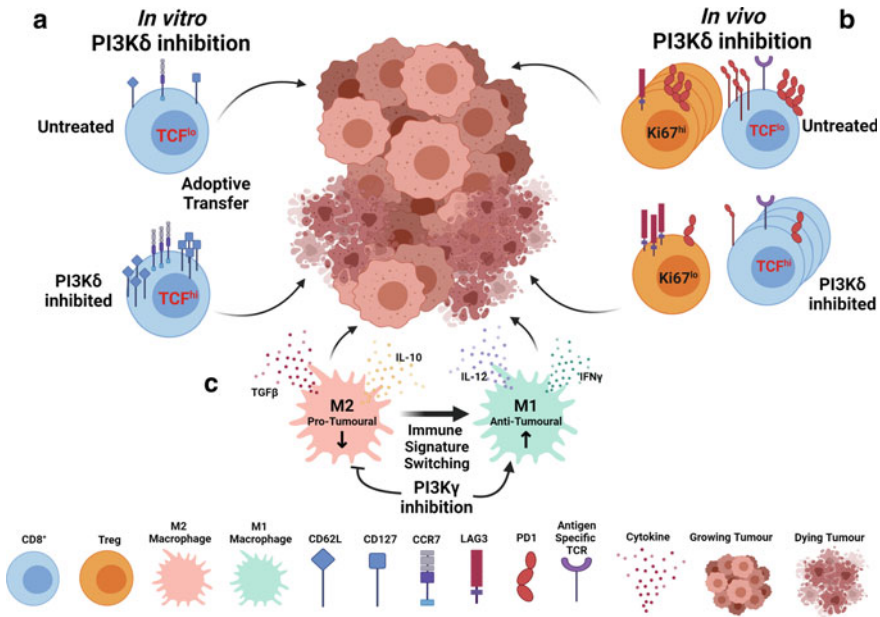 a
In vitro
PI3Kδ inhibition
Untreated
TCFlo
Adoptive
Transfer
PI3Kδ
inhibited
TCFhi
In vivo
b
PI3Kδ inhibition
Ki67hi
TCFlo
Untreated
Ki67lo
TCFhi
PI3Kδ
inhibited
c
TGFβ
IL-10
IL-12
IFNγ
M2
Pro-Tumoural
↓
M1
Anti-Tumoural
↑
Immune
Signature
Switching
PI3Kγ
inhibition
CD8+
Treg
M2
Macrophage
M1
Macrophage
CD62L
CD127
CCR7
LAG3
PD1
Antigen
Specific
TCR
Cytokine
Growing Tumour
Dying Tumour